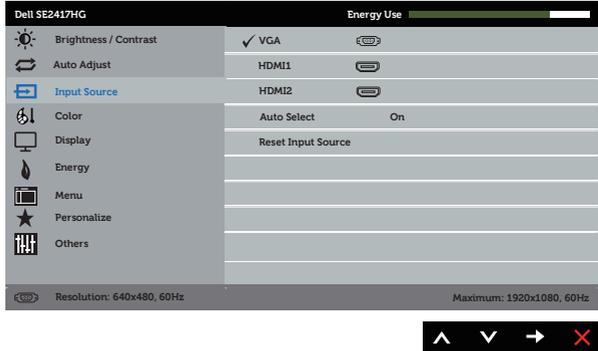 Dell SE2417HG Energy Use
Brightness / Contrast VGA
Auto Adjust HDMI1
Input Source HDMI2
Color Auto Select On
Display Reset Input Source
Energy
Menu
Personalize
Others
Resolution: 640x480, 60Hz Maximum: 1920x1080, 60Hz